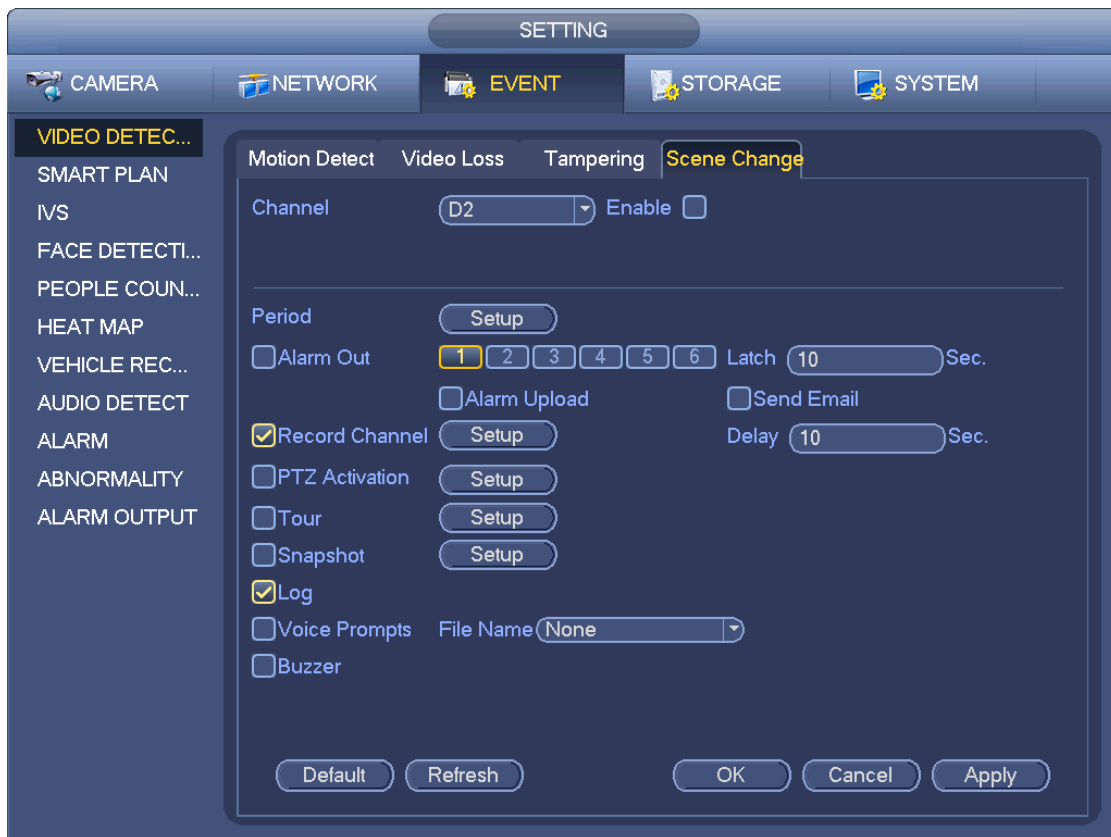 SETTING
CAMERA NETWORK EVENT STORAGE SYSTEM
VIDEO DETEC...
SMART PLAN
IVS
FACE DETECTI...
PEOPLE COUN...
HEAT MAP
VEHICLE REC...
AUDIO DETECT
ALARM
ABNORMALITY
ALARM OUTPUT
Motion Detect Video Loss Tampering Scene Change
Channel D2 Enable
Period Setup
Alarm Out 1 2 3 4 5 6 Latch 10 Sec.
Alarm Upload Send Email
Record Channel Setup Delay 10 Sec.
PTZ Activation Setup
Tour Setup
Snapshot Setup
Log
Voice Prompts File Name None
Buzzer
Default Refresh OK Cancel Apply